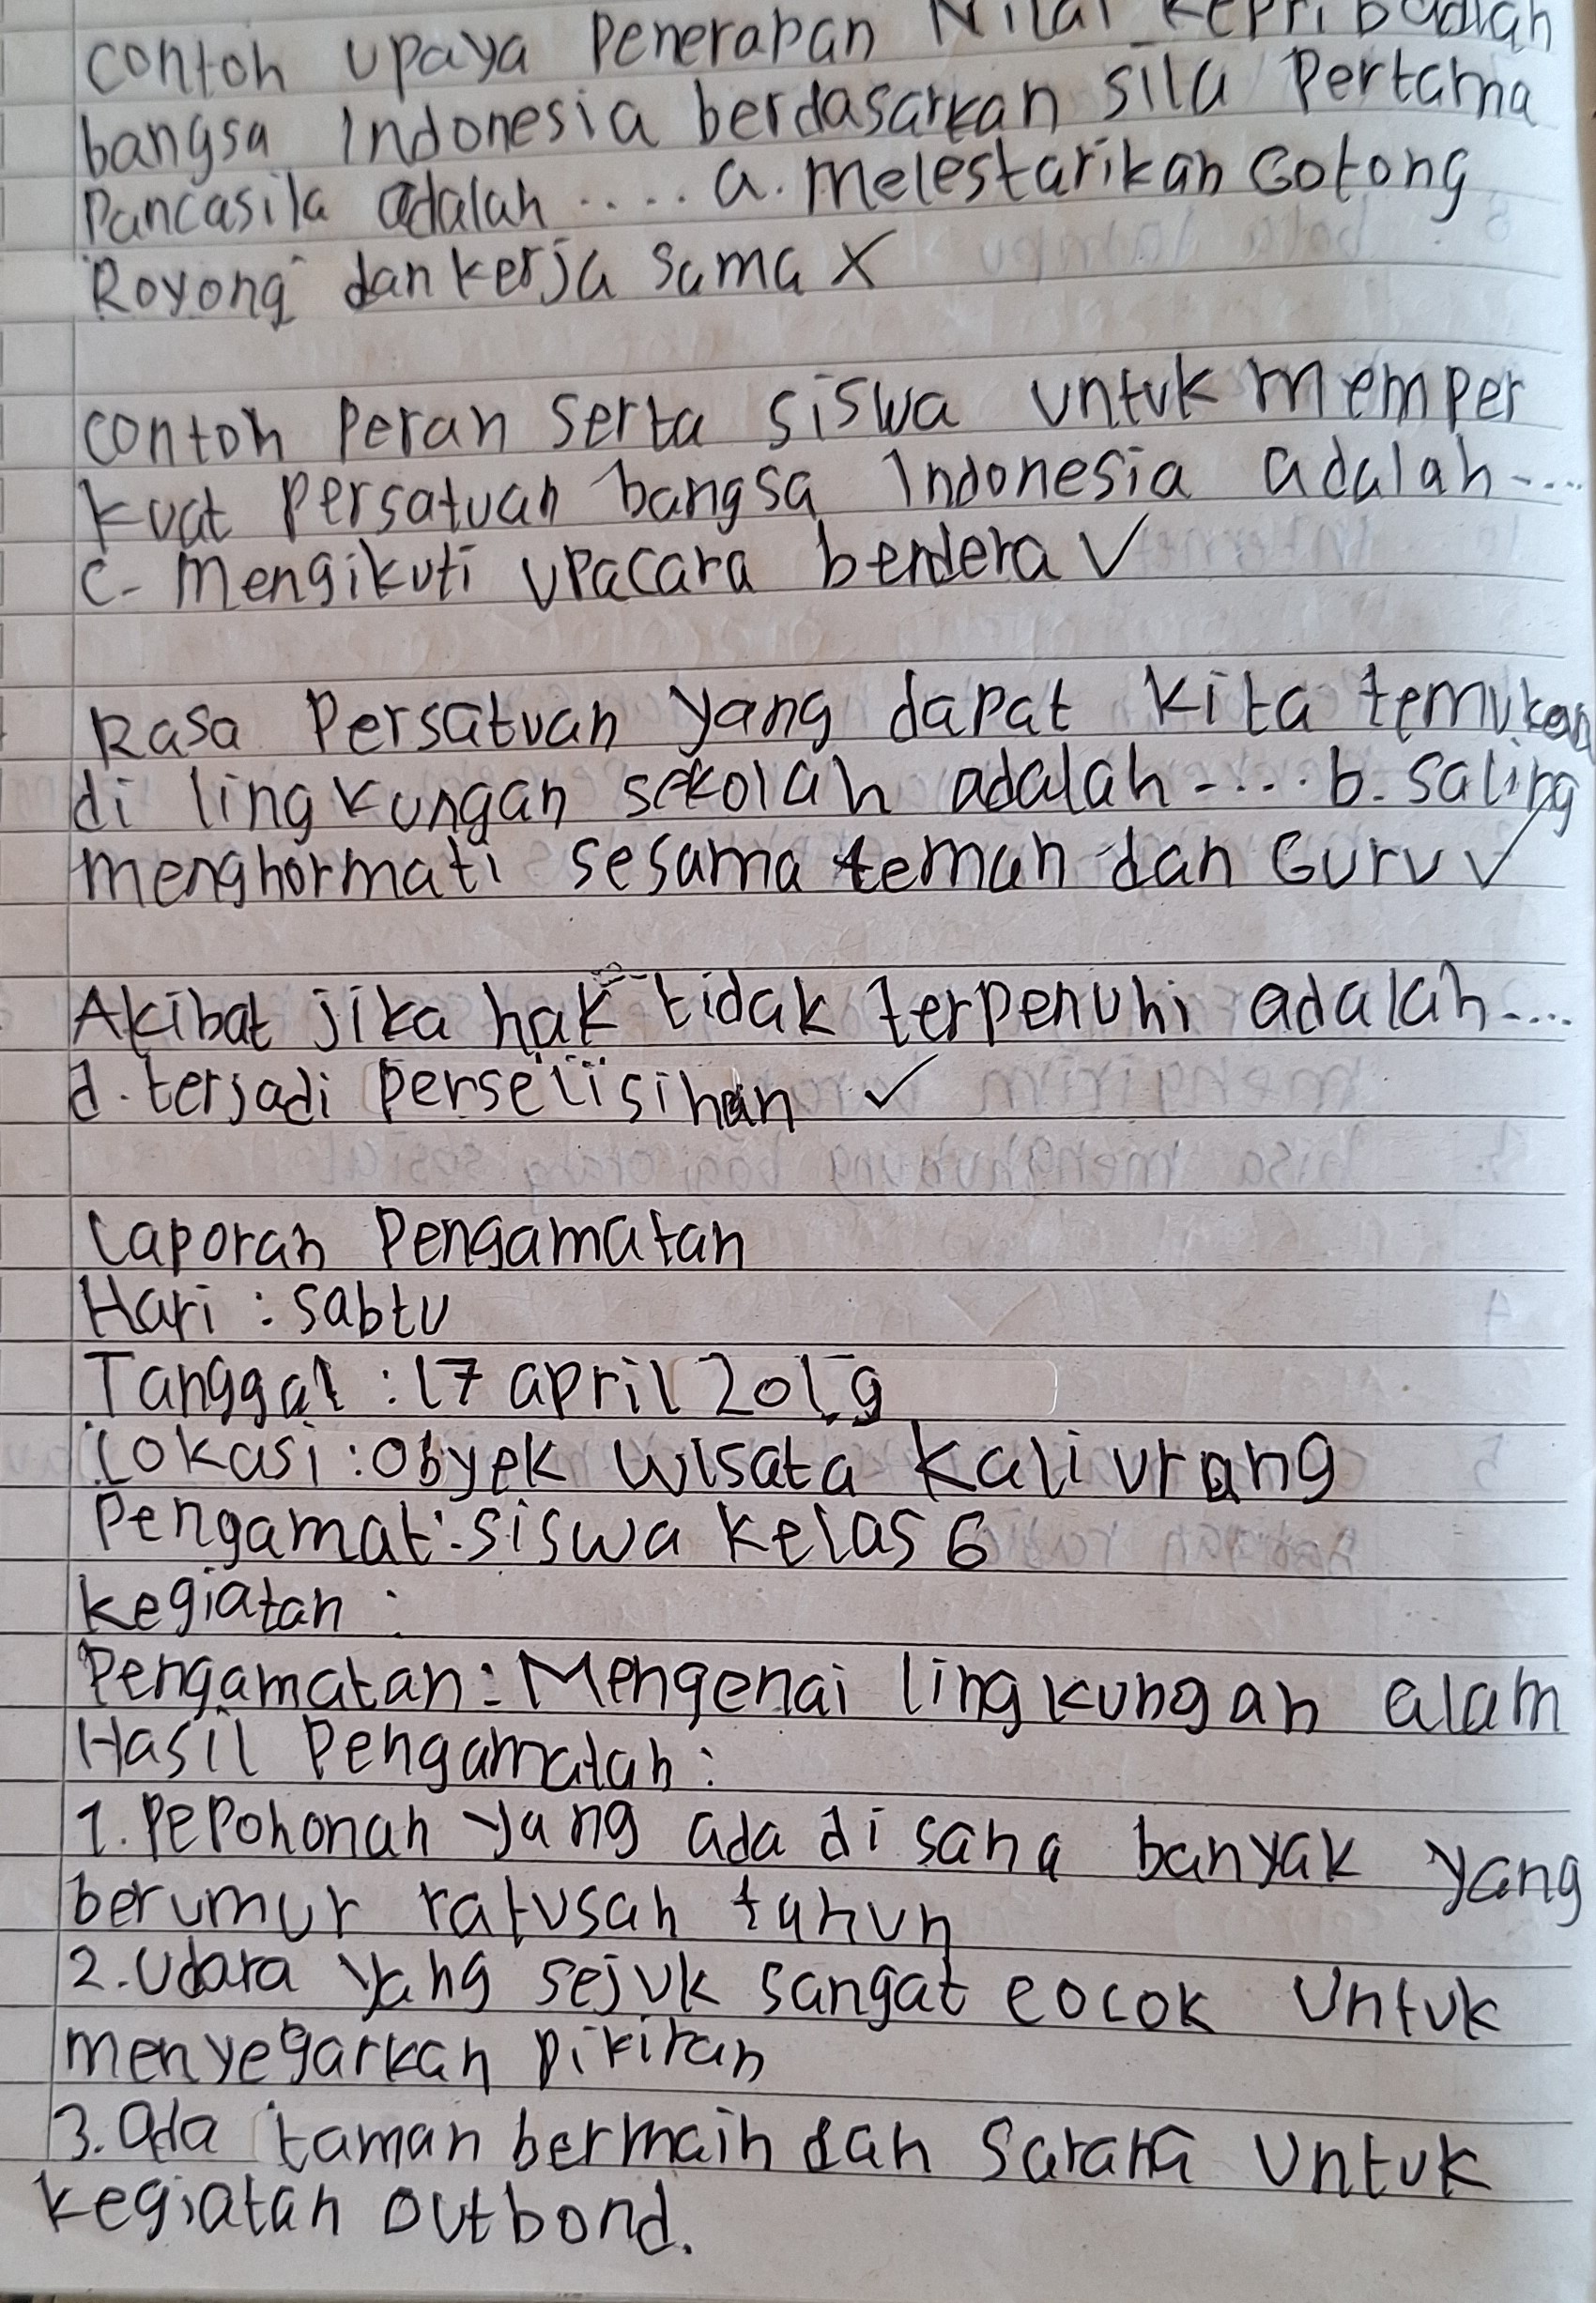 contoh upaya Penerapan Nilai Kepribadian
bangsa Indonesia berdasarkan sila Pertama
Pancasila adalah .... a. Melestarikan Gotong
Royong dan kerja sama X
contoh Peran serta siswa untuk memper
kuat Persatuan bangsa Indonesia adalah ....
c. Mengikuti upacara bendera ✓
Rasa Persatuan yang dapat kita temukan
di lingkungan sekolah adalah .... b. saling
menghormati sesama teman dan Guru ✓
Akibat jika hak tidak terpenuhi adalah ....
d. terjadi perselisihan ✓
Laporan Pengamatan
Hari : sabtu
Tanggal : 17 april 2019
Lokasi : Obyek wisata Kaliurang
Pengamat : siswa kelas 6
kegiatan :
Pengamatan : Mengenai lingkungan alam
Hasil Pengamatan :
1. Pepohonan yang ada di sana banyak yang
berumur ratusan tahun
2. Udara yang sejuk sangat cocok untuk
menyegarkan pikiran
3. Ada taman bermain dan sarana untuk
kegiatan outbond.